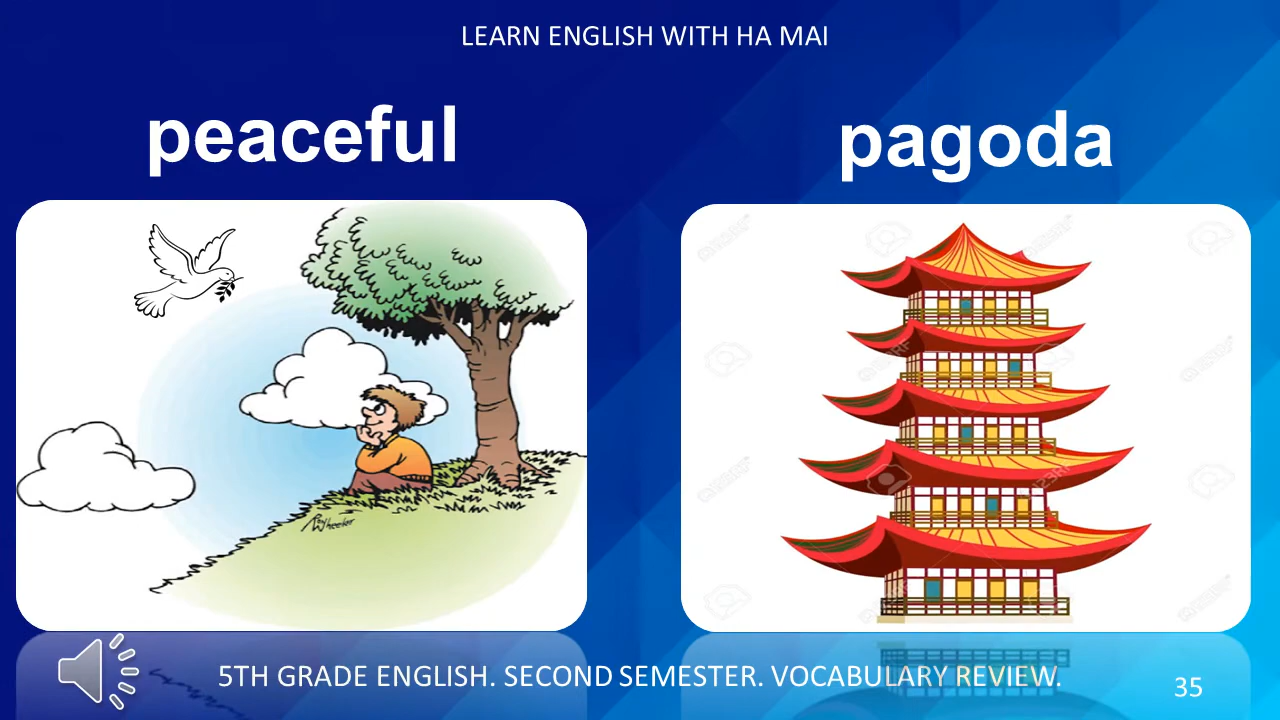 LEARN ENGLISH WITH HA MAI
peaceful
pagoda
5TH GRADE ENGLISH. SECOND SEMESTER. VOCABULARY REVIEW.
35